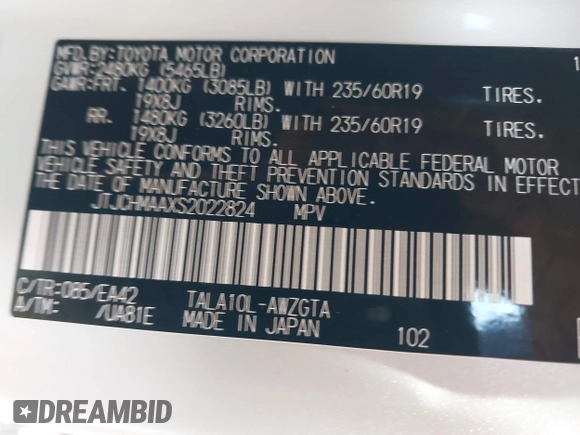 MFD.BY:TOYOTA MOTOR CORPORATION 1
GVWR:2480KG (5465LB)
GAWR:FRT. 1400KG (3085LB) WITH 235/60R19 TIRES.
19X8J RIMS.
RR. 1480KG (3260LB) WITH 235/60R19 TIRES.
19X8J RIMS.
THIS VEHICLE CONFORMS TO ALL APPLICABLE FEDERAL MOTOR
VEHICLE SAFETY AND THEFT PREVENTION STANDARDS IN EFFECT
THE DATE OF MANUFACTURE SHOWN ABOVE.
JTJCHMAAXS2022824 MPV
C/TR:085/EA42 TALA10L-AWZGTA
A/TM: /UA81E MADE IN JAPAN 102
DREAMBID